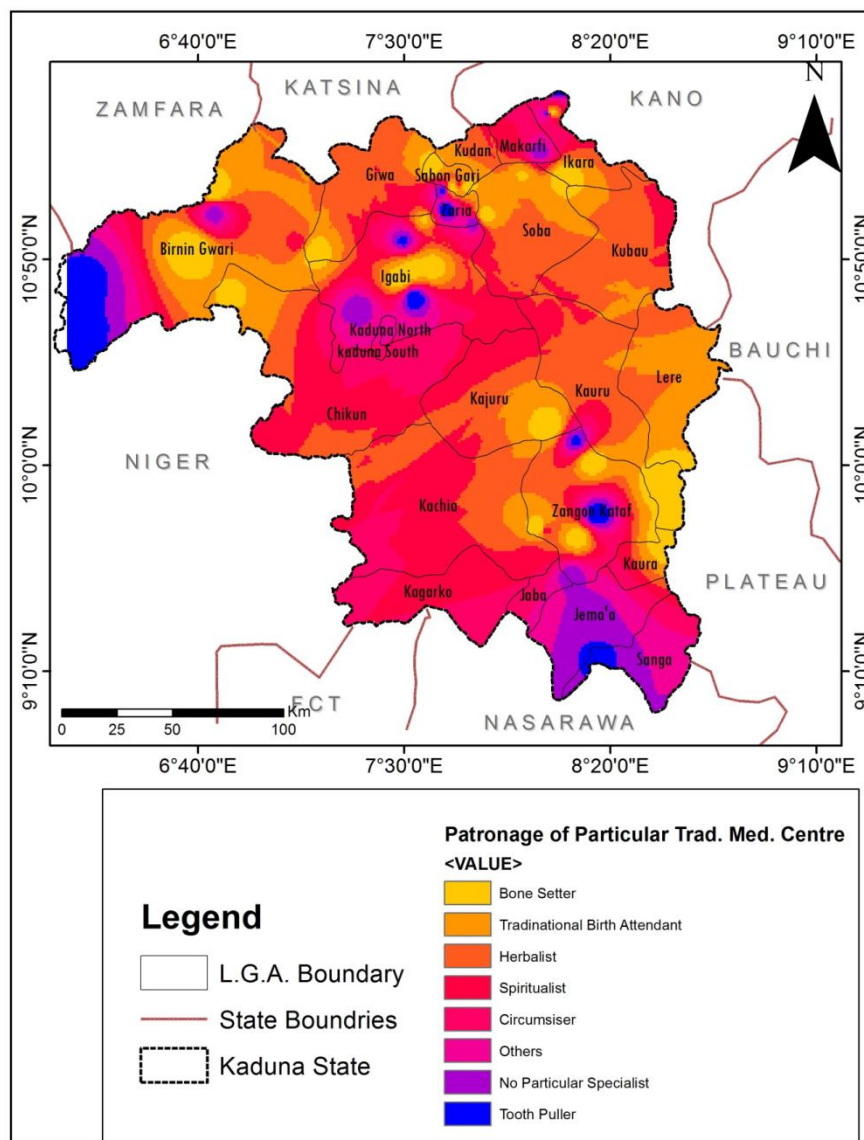 6°40'0"E 7°30'0"E 8°20'0"E 9°10'0"E
N
ZAMFARA
KATSINA
KANO
10°50'0"N
10°50'0"N
Kudan
Makarfi
Ikara
Giwa
Sabon Gari
Zaria
Soba
Kubau
Birnin Gwari
Igabi
Kaduna North
kaduna South
BAUCHI
Lere
Kauru
Kajuru
Chikun
NIGER
10°0'0"N
10°0'0"N
Kachia
Zangon Kataf
Kaura
PLATEAU
Kagarko
Jaba
Jema'a
Sanga
9°10'0"N
9°10'0"N
FCT
NASARAWA
Km
0 25 50 100
6°40'0"E 7°30'0"E 8°20'0"E 9°10'0"E
Legend
L.G.A. Boundary
State Boundries
Kaduna State
Patronage of Particular Trad. Med. Centre
<VALUE>
Bone Setter
Tradinational Birth Attendant
Herbalist
Spiritualist
Circumsiser
Others
No Particular Specialist
Tooth Puller